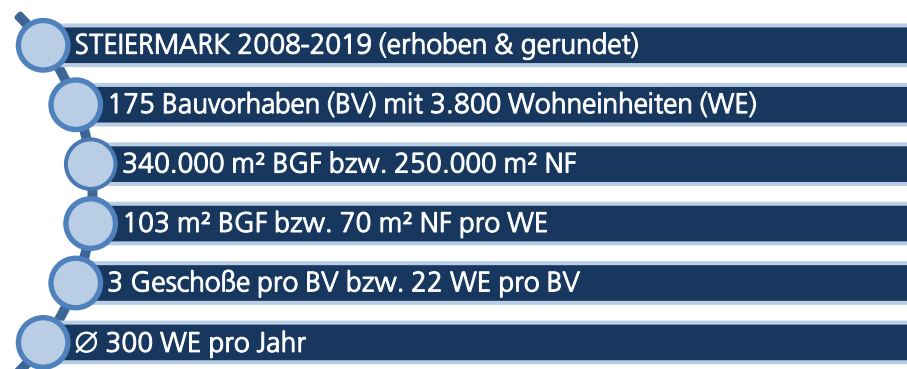 STEIERMARK 2008-2019 (erhoben & gerundet)
175 Bauvorhaben (BV) mit 3.800 Wohneinheiten (WE)
340.000 m² BGF bzw. 250.000 m² NF
103 m² BGF bzw. 70 m² NF pro WE
3 Geschoße pro BV bzw. 22 WE pro BV
Ø 300 WE pro Jahr